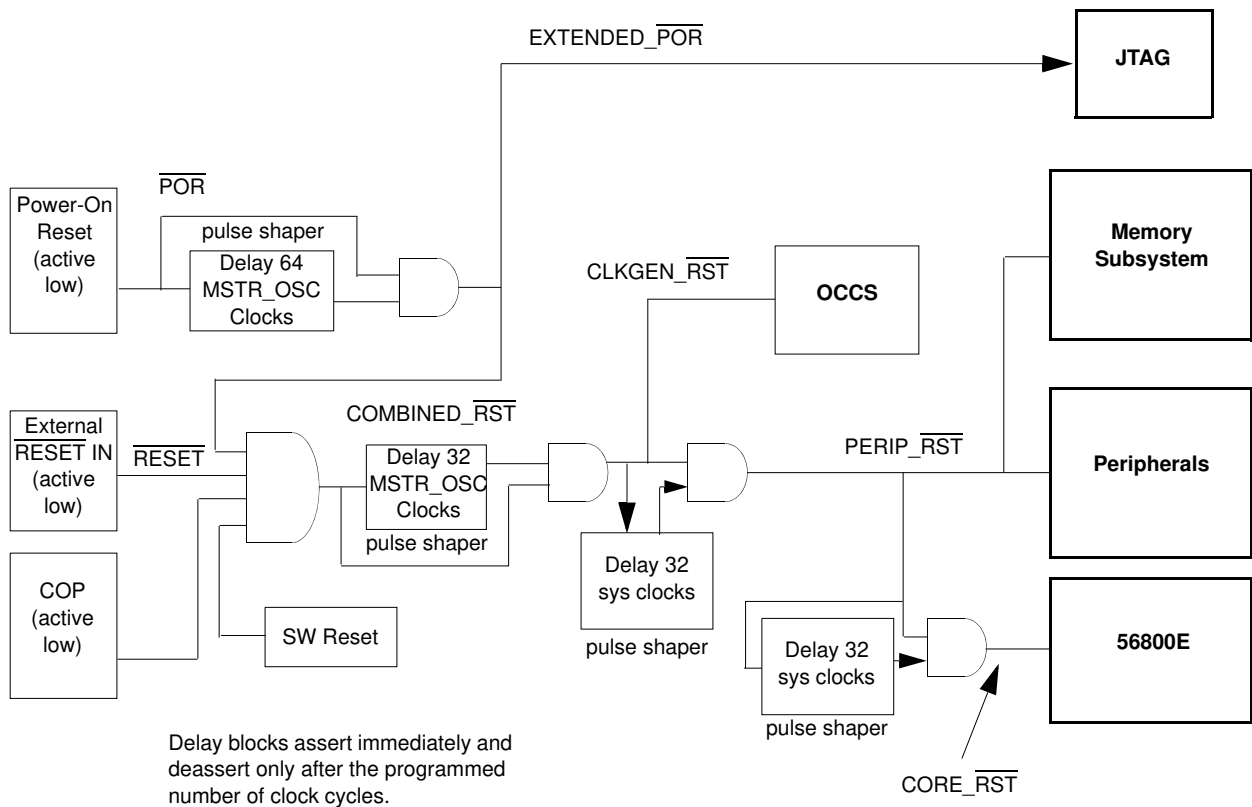 EXTENDED_POR
JTAG
POR
Power-On
Reset
(active
low)
pulse shaper
Delay 64
MSTR_OSC
Clocks
CLKGEN_RST
OCCS
Memory
Subsystem
External
RESET IN
(active
low)
RESET
COMBINED_RST
Delay 32
MSTR_OSC
Clocks
pulse shaper
PERIP_RST
Peripherals
COP
(active
low)
SW Reset
Delay 32
sys clocks
pulse shaper
Delay 32
sys clocks
pulse shaper
56800E
CORE_RST
Delay blocks assert immediately and
deassert only after the programmed
number of clock cycles.